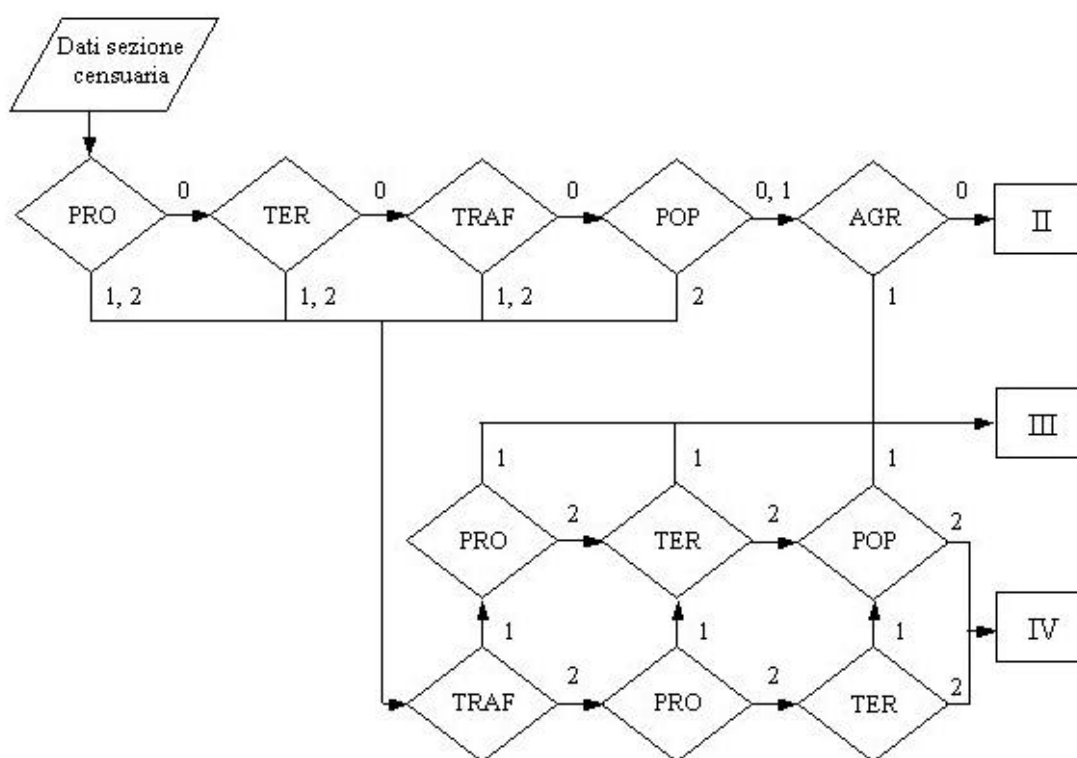 Dati sezione
censuaria
PRO
0
TER
0
TRAF
0
POP
0, 1
AGR
0
II
1, 2
1, 2
1, 2
2
1
III
1
1
1
PRO
2
TER
2
POP
2
1
1
1
IV
TRAF
2
PRO
2
TER
2